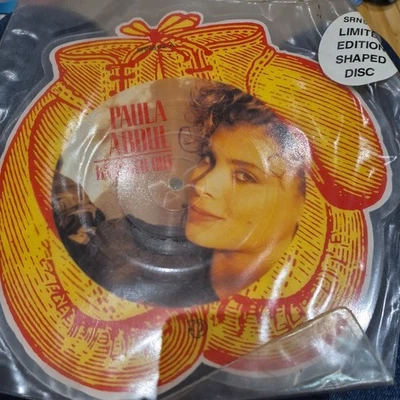 SRN
LIMITE
EDITION
SHAPED
DISC
PAULA
ABDUL